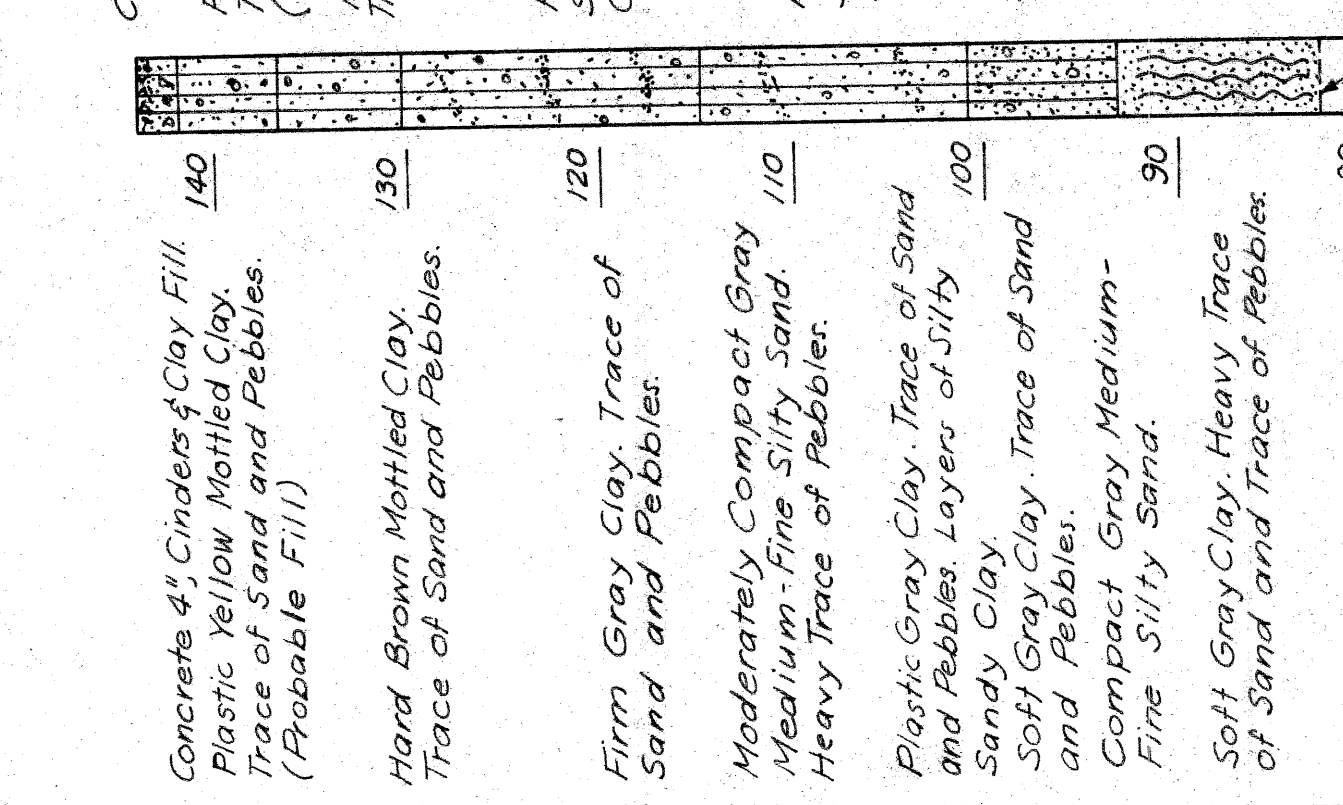 Concrete 4", Cinders & Clay Fill.
Plastic Yellow Mottled Clay.
Trace of Sand and Pebbles.
(Probable Fill)
Hard Brown Mottled Clay.
Trace of Sand and Pebbles.
Firm Gray Clay. Trace of
Sand and Pebbles.
Moderately Compact Gray
Medium-Fine Silty Sand.
Heavy Trace of Pebbles.
Plastic Gray Clay. Trace of Sand
and Pebbles. Layers of Silty
Sandy Clay.
Soft Gray Clay. Trace of Sand
and Pebbles.
Compact Gray Medium-
Fine Silty Sand.
Soft Gray Clay. Heavy Trace
of Sand and Trace of Pebbles.
140
130
120
110
100
90